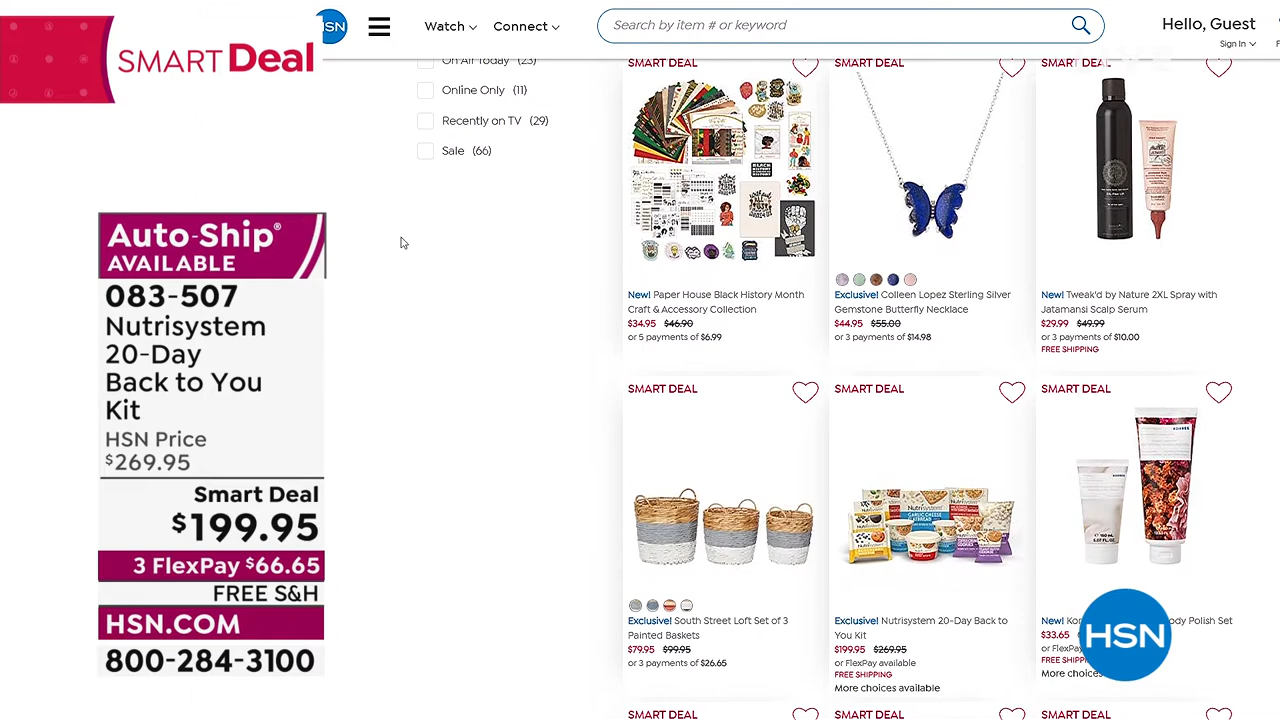 SMART Deal
HSN
Watch
Connect
Search by item # or keyword
Hello, Guest
Sign In
On Air Today (23)
Online Only (11)
Recently on TV (29)
Sale (66)
Auto-Ship®
AVAILABLE
083-507
Nutrisystem
20-Day
Back to You
Kit
HSN Price
$269.95
Smart Deal
$199.95
3 FlexPay $66.65
FREE S&H
HSN.COM
800-284-3100
SMART DEAL
New! Paper House Black History Month
Craft & Accessory Collection
$34.95 $46.90
or 5 payments of $6.99
SMART DEAL
Exclusive! Colleen Lopez Sterling Silver
Gemstone Butterfly Necklace
$44.95 $55.00
or 3 payments of $14.98
SMART DEAL
New! Tweak'd by Nature 2XL Spray with
Jatamansi Scalp Serum
$29.99 $49.99
or 3 payments of $10.00
FREE SHIPPING
SMART DEAL
Exclusive! South Street Loft Set of 3
Painted Baskets
$79.95 $99.95
or 3 payments of $26.65
SMART DEAL
Nutrisystem
GARLIC CHEESE
FLATBREAD
Exclusive! Nutrisystem 20-Day Back to
You Kit
$199.95 $269.95
or FlexPay available
FREE SHIPPING
More choices available
SMART DEAL
KORRES
New! Kor ody Polish Set
$33.65
or FlexPa
FREE SHIPPI
More choices
HSN
SMART DEAL
SMART DEAL
SMART DEAL